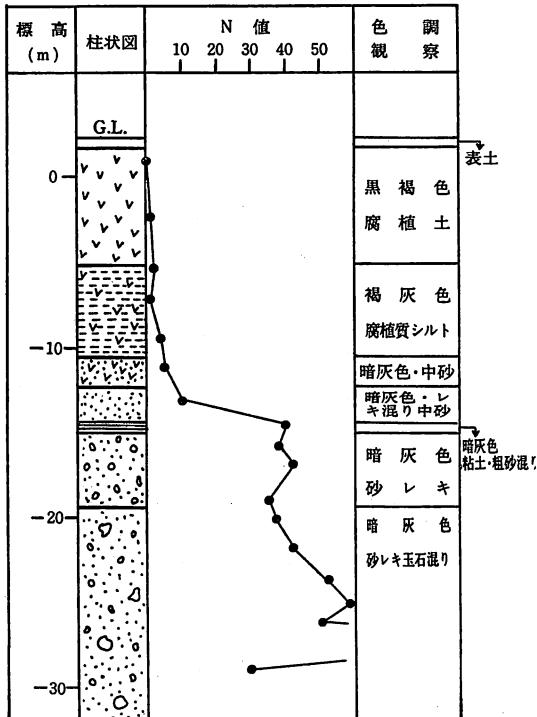 標高
(m)
柱状図
N 値
10 20 30 40 50
色調
観察
G.L.
表土
0
黒褐色
腐植土
褐灰色
腐植質シルト
-10
暗灰色・中砂
暗灰色・レ
キ混り中砂
暗灰色
粘土・粗砂混り
暗灰色
砂レキ
-20
暗灰色
砂レキ玉石混り
-30